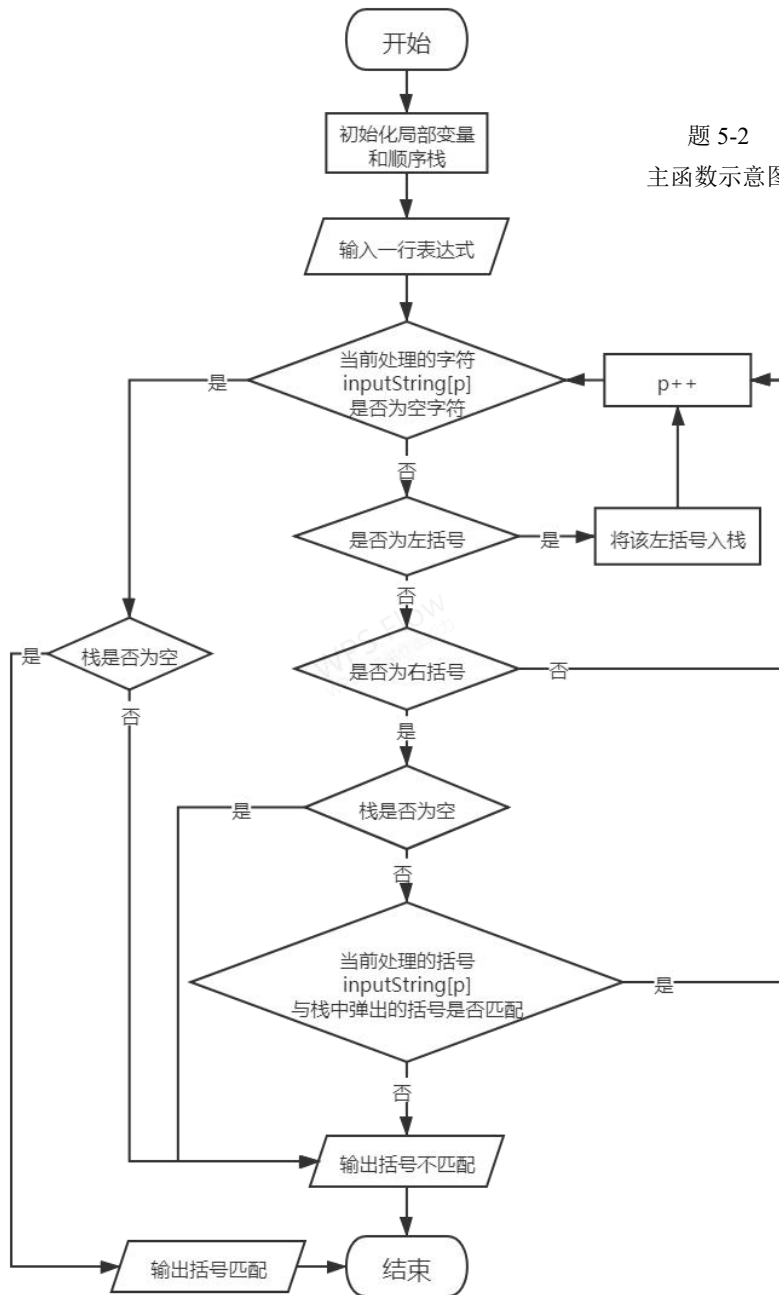 开始
初始化局部变量
和顺序栈
题 5-2
主函数示意图
输入一行表达式
当前处理的字符
inputString[p]
是否为空字符
是
p++
否
是否为左括号
是
将该左括号入栈
否
栈是否为空
是
是否为右括号
否
否
是
栈是否为空
是
否
当前处理的括号
inputString[p]
与栈中弹出的括号是否匹配
是
否
输出括号不匹配
输出括号匹配
结束